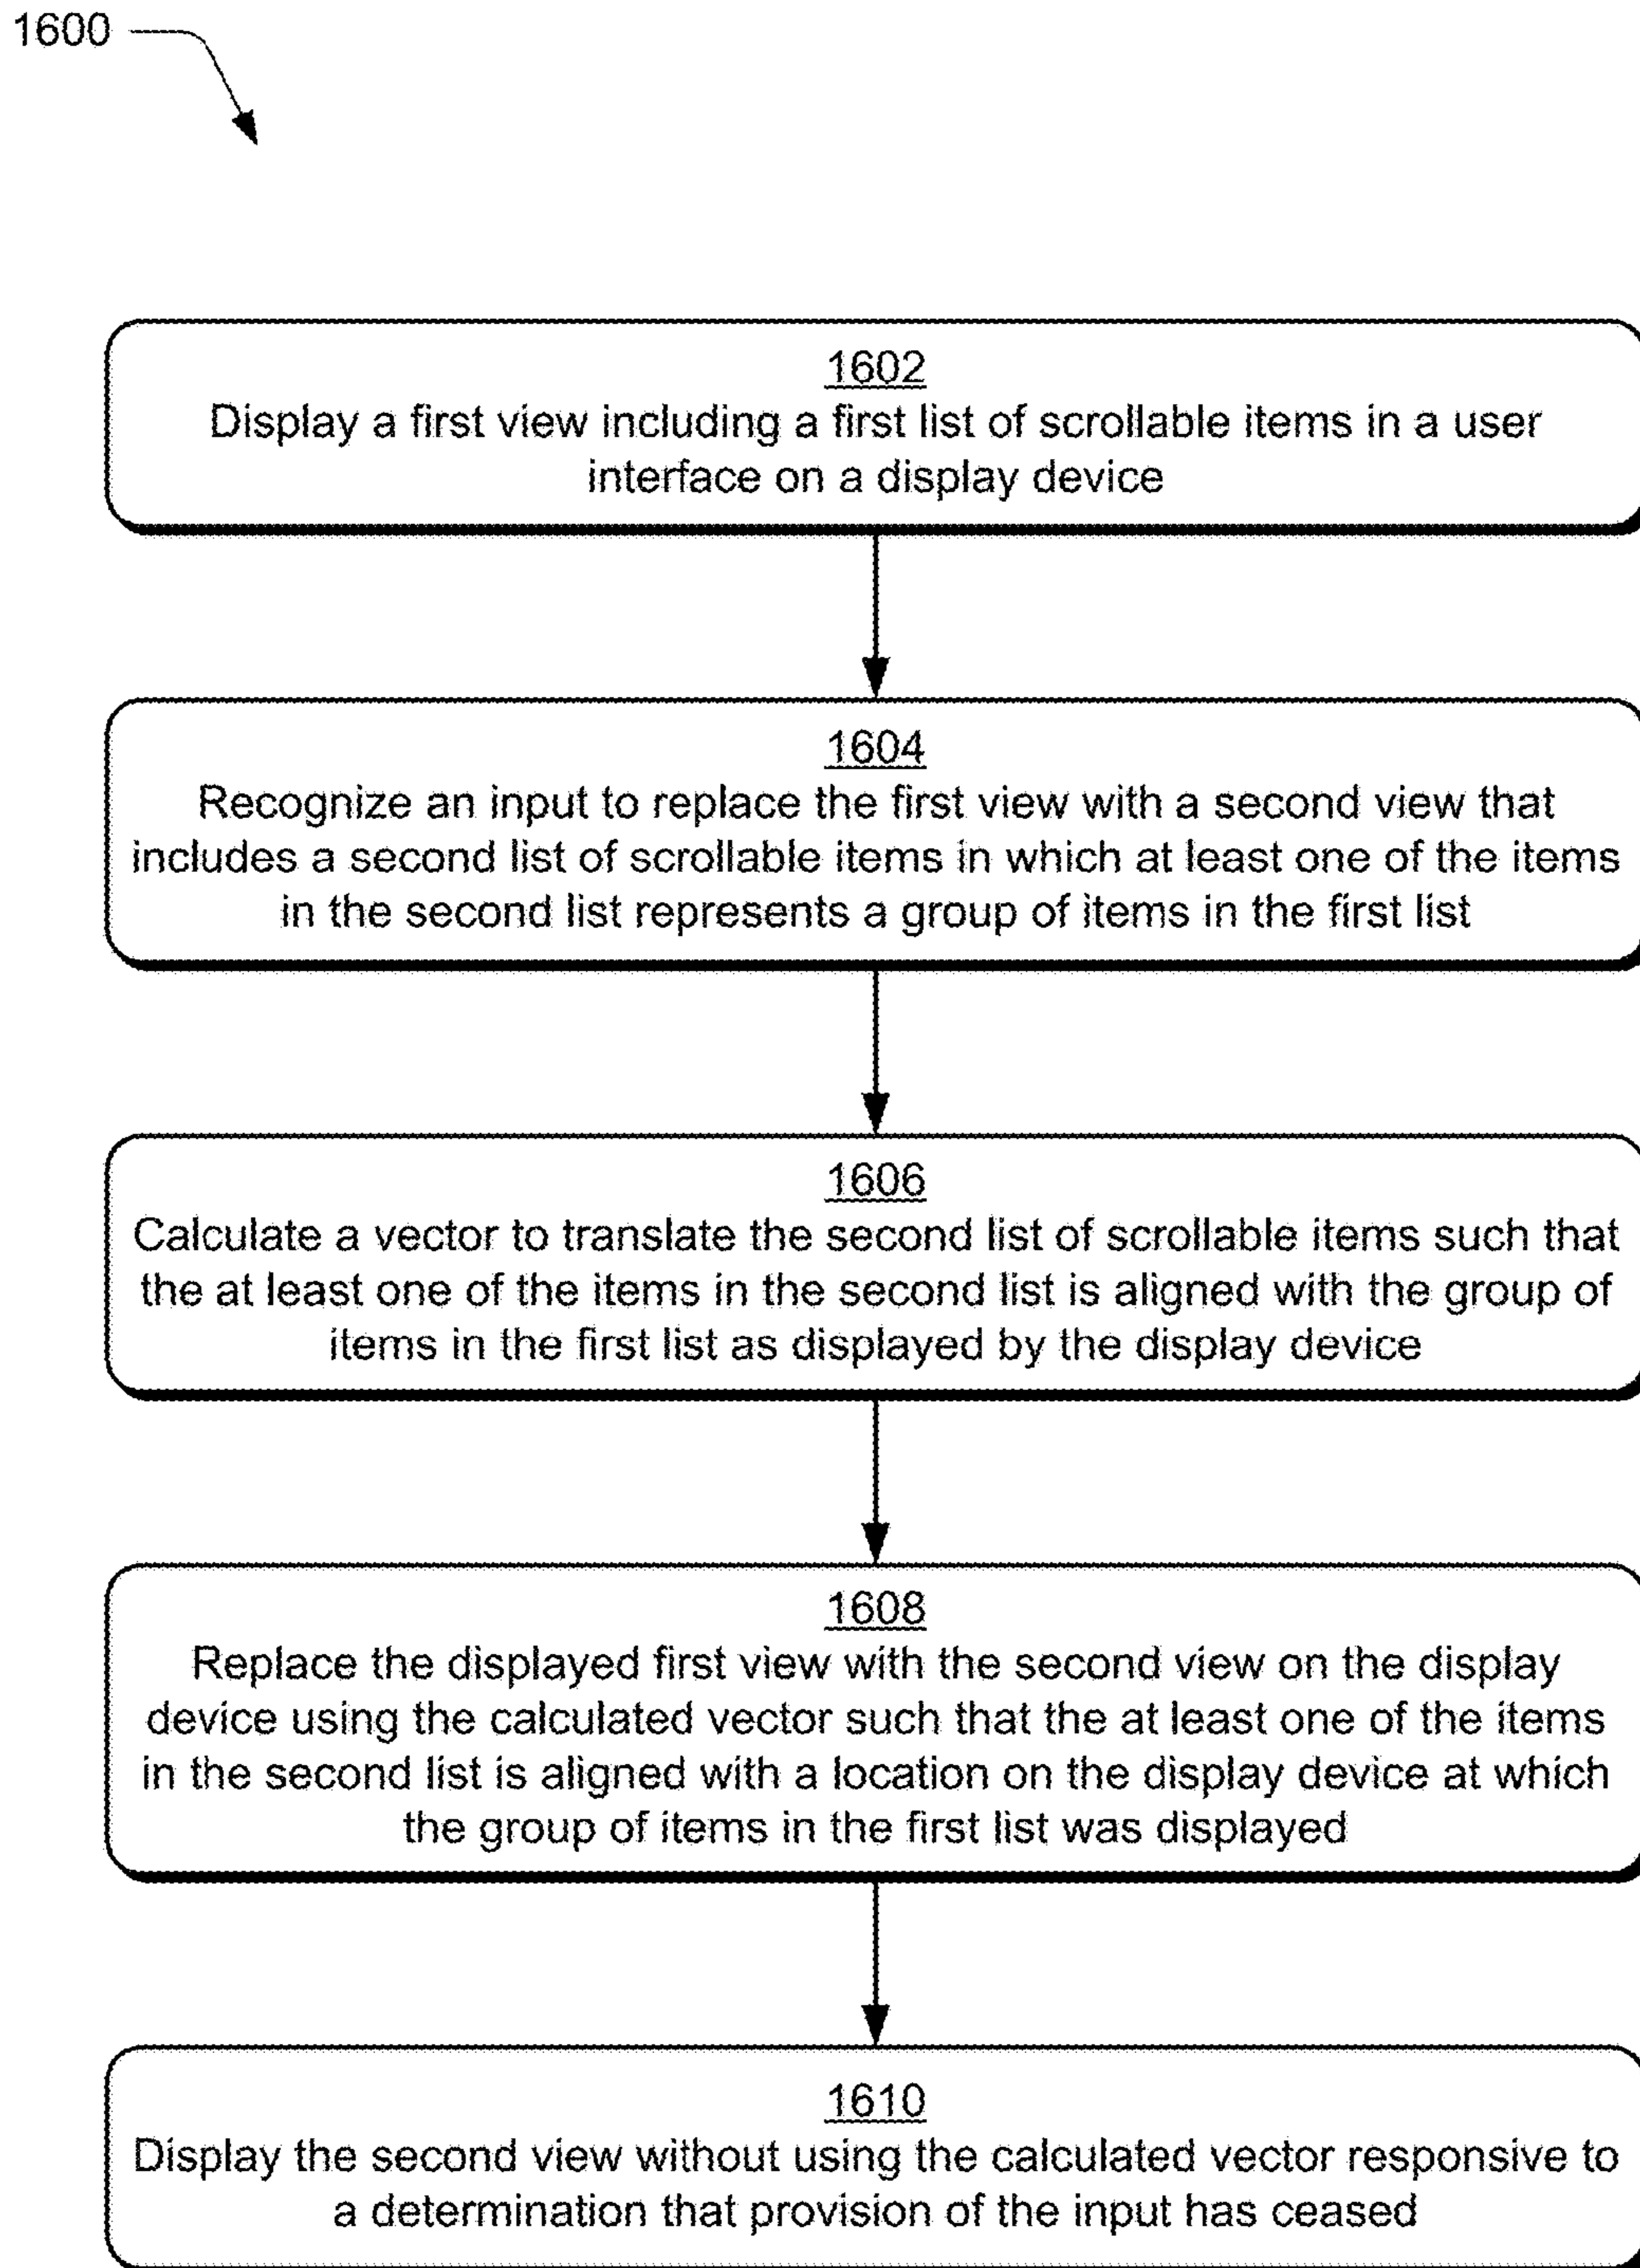 1600
1602
Display a first view including a first list of scrollable items in a user
interface on a display device
1604
Recognize an input to replace the first view with a second view that
includes a second list of scrollable items in which at least one of the items
in the second list represents a group of items in the first list
1606
Calculate a vector to translate the second list of scrollable items such that
the at least one of the items in the second list is aligned with the group of
items in the first list as displayed by the display device
1608
Replace the displayed first view with the second view on the display
device using the calculated vector such that the at least one of the items
in the second list is aligned with a location on the display device at which
the group of items in the first list was displayed
1610
Display the second view without using the calculated vector responsive to
a determination that provision of the input has ceased